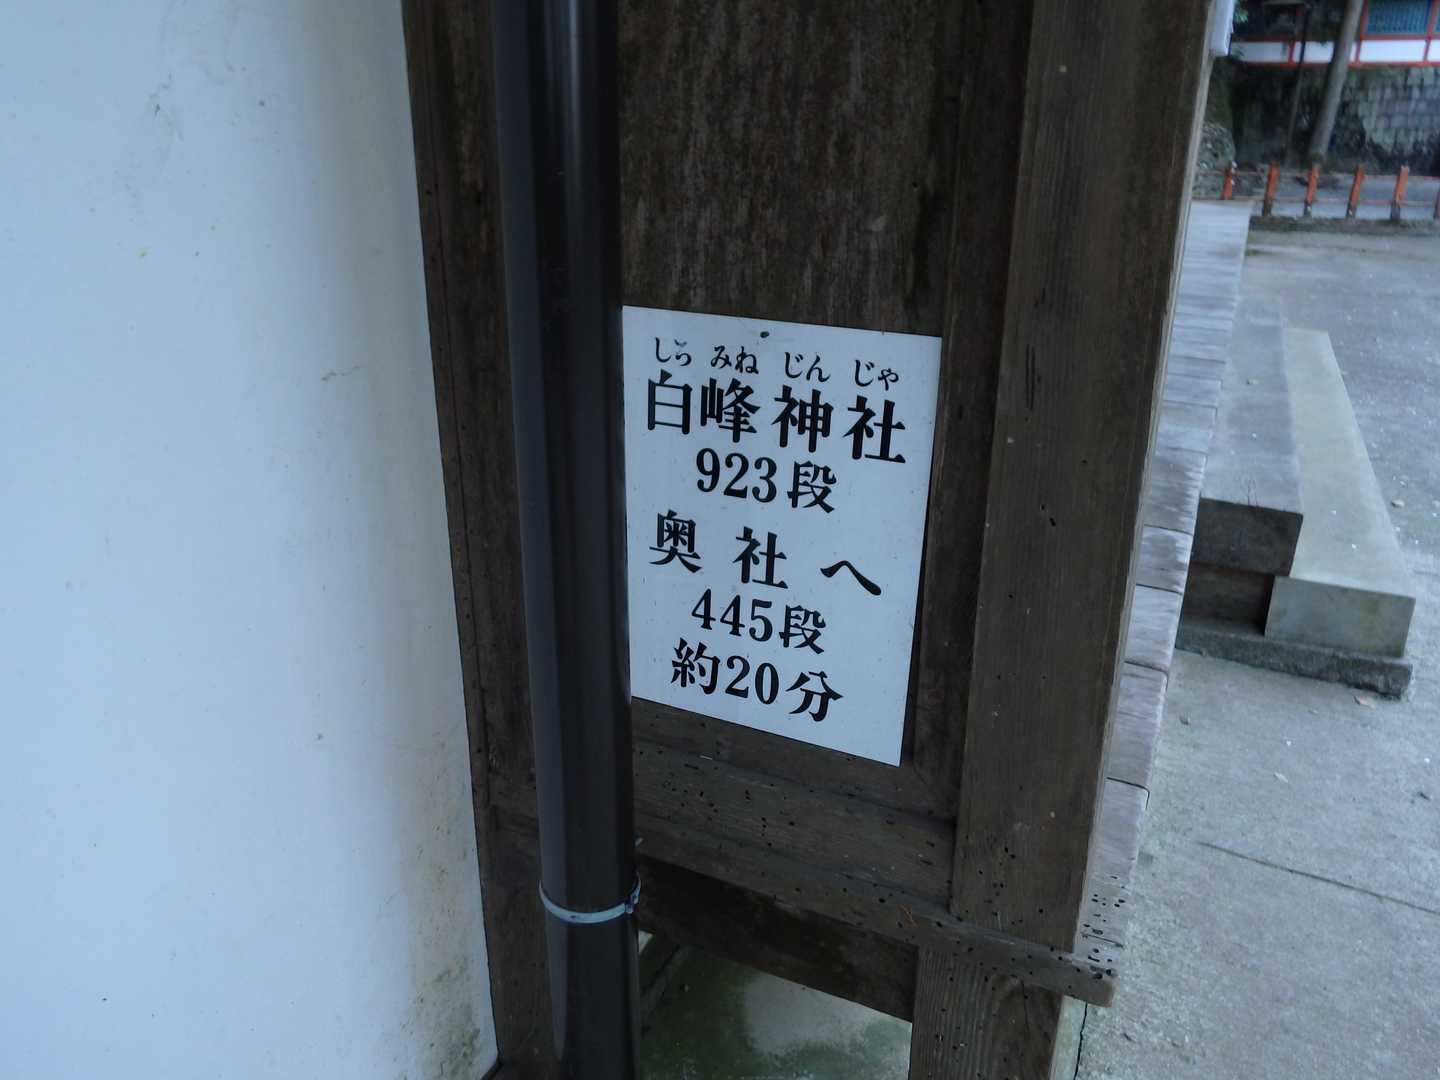 しら みね じん じゃ
白峰神社
923段
奥社へ
445段
約20分